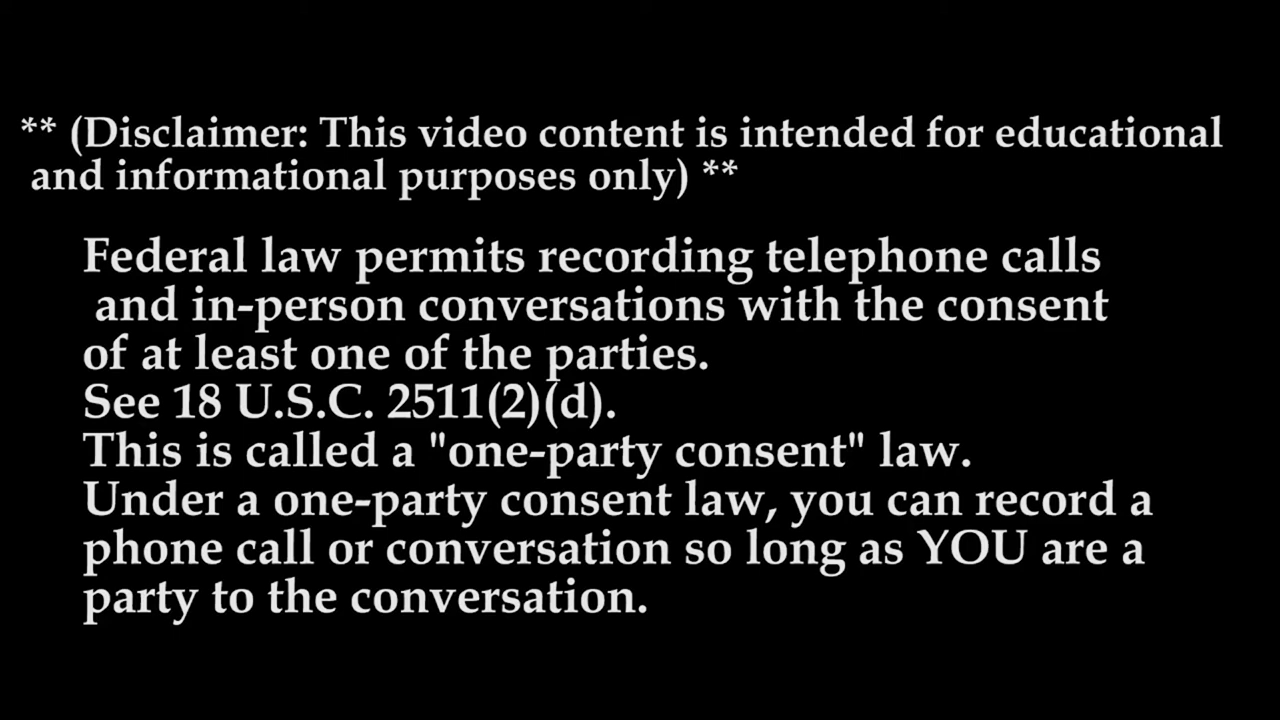 ** (Disclaimer: This video content is intended for educational
and informational purposes only) **
Federal law permits recording telephone calls
and in-person conversations with the consent
of at least one of the parties.
See 18 U.S.C. 2511(2)(d).
This is called a "one-party consent" law.
Under a one-party consent law, you can record a
phone call or conversation so long as YOU are a
party to the conversation.